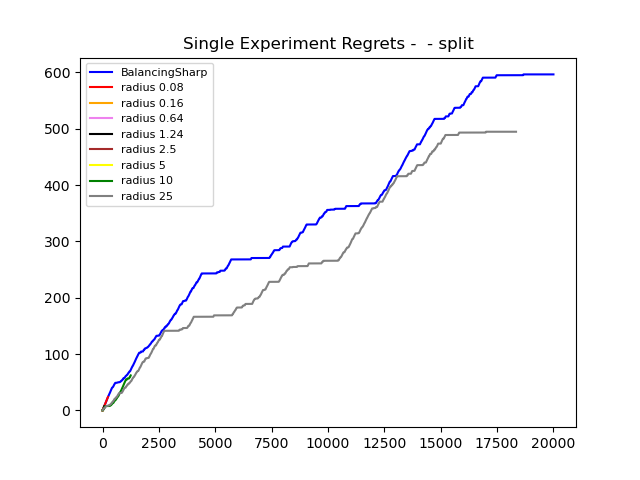 Single Experiment Regrets -  - split
BalancingSharp
radius 0.08
radius 0.16
radius 0.64
radius 1.24
radius 2.5
radius 5
radius 10
radius 25
600
500
400
300
200
100
0
0 2500 5000 7500 10000 12500 15000 17500 20000